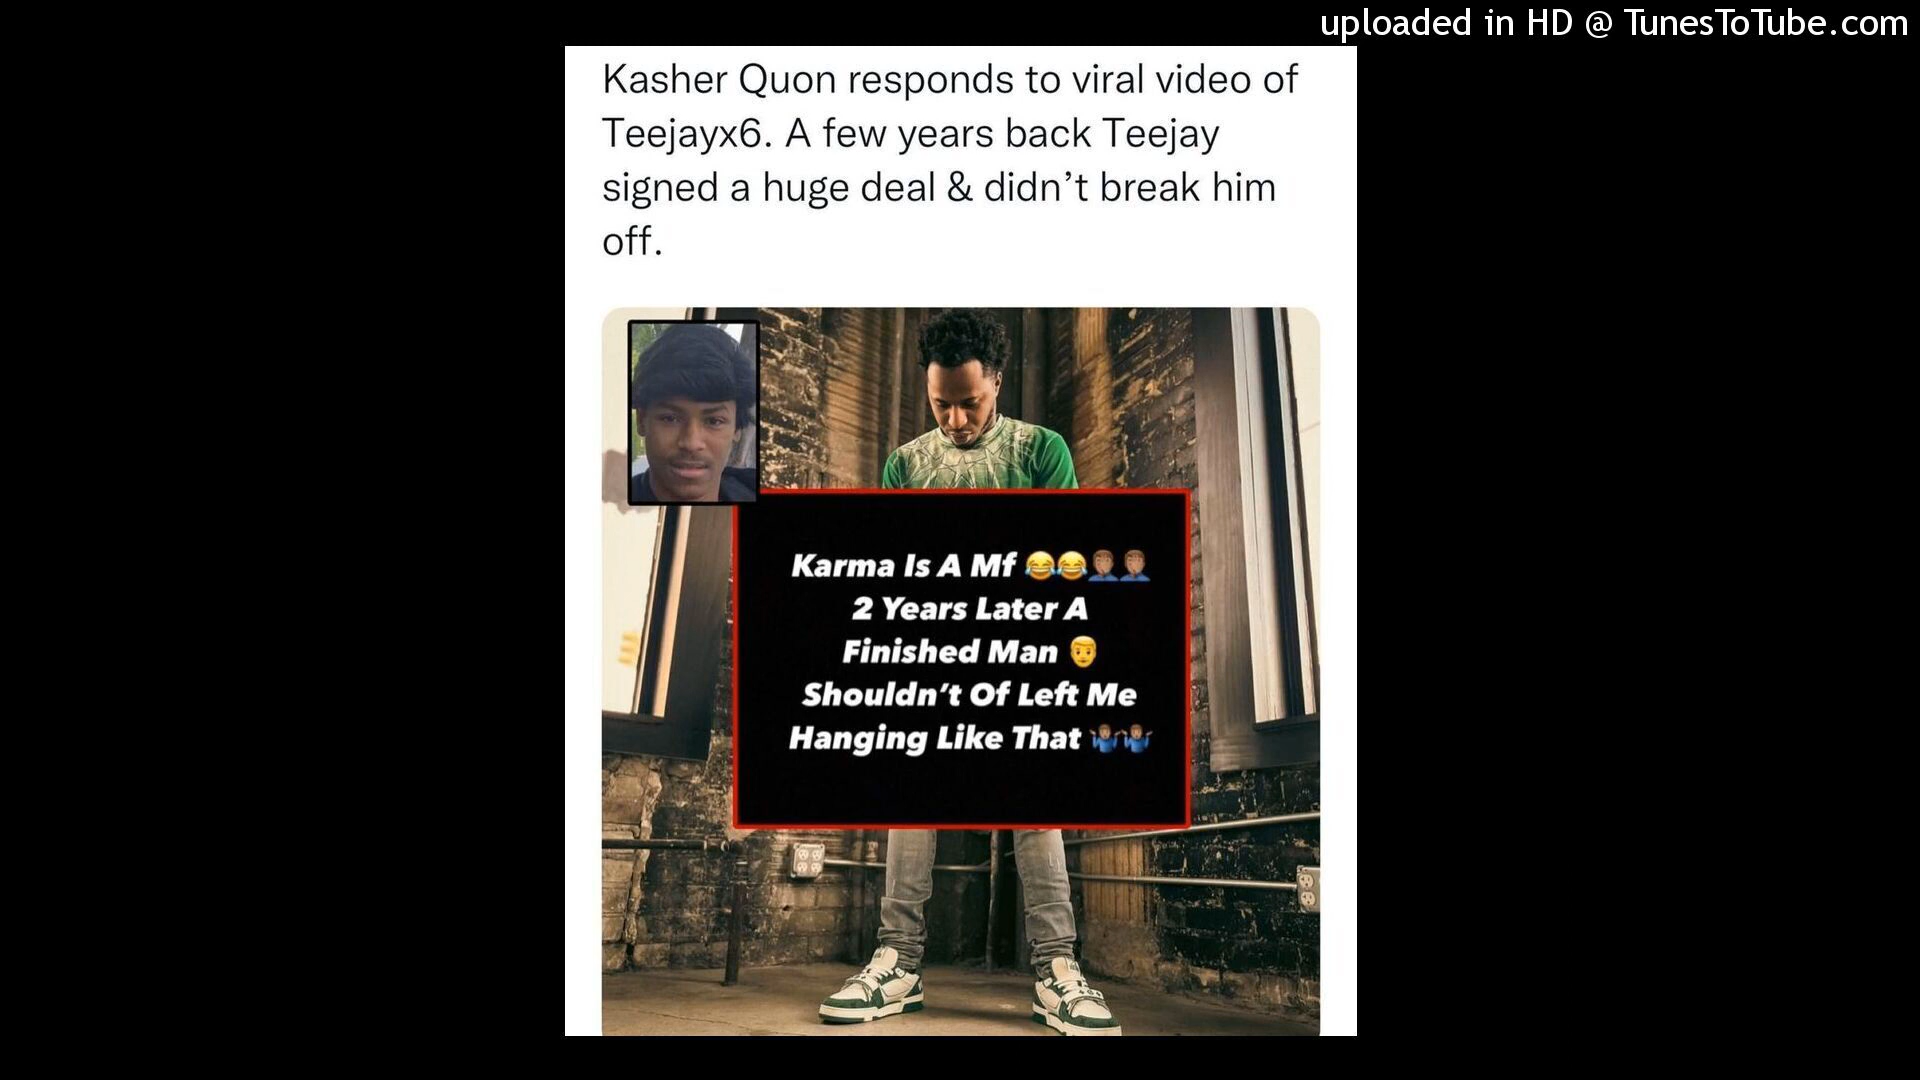 uploaded in HD @ TunesToTube.com
Kasher Quon responds to viral video of
Teejayx6. A few years back Teejay
signed a huge deal & didn’t break him
off.
Karma Is A Mf 😂😂🤦🏽‍♂️🤦🏽‍♂️
2 Years Later A
Finished Man 👨
Shouldn’t Of Left Me
Hanging Like That 🤷🏽‍♂️🤷🏽‍♂️